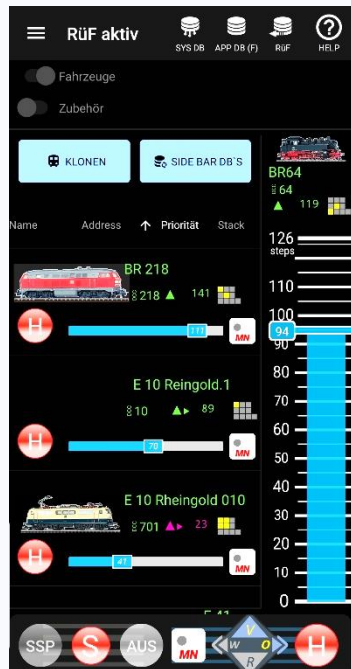 RüF aktiv
SYS DB
APP DB (F)
RüF
HELP
Fahrzeuge
Zubehör
KLONEN
SIDE BAR DB`S
BR64
64
119
Name Address Priorität Stack
BR 218
218 141
H
111
MN
E 10 Reingold.1
10 89
H
70
MN
E 10 Rheingold 010
701 23
H
41
MN
E 41
126
steps
110
100
94
90
80
70
60
50
40
30
20
10
0
SSP
S
AUS
MN
V
W O
R
H